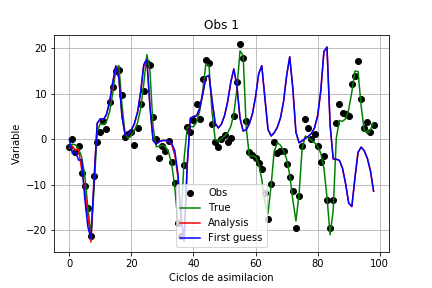 Obs 1
Variable
20
10
0
−10
−20
Obs
True
Analysis
First guess
0
20
40
60
80
100
Ciclos de asimilacion